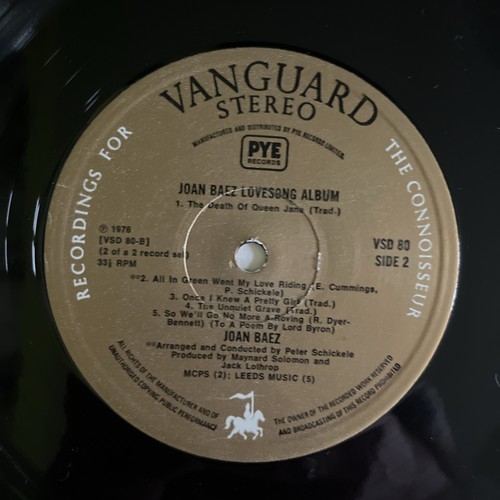 VANGUARD
STEREO
RECORDINGS FOR
THE CONNOISSEUR
MANUFACTURED AND DISTRIBUTED BY PYE RECORDS LIMITED.
PYE
RECORDS
JOAN BAEZ LOVESONG ALBUM
1. The Death Of Queen Jane (Trad.)
℗ 1976
[VSD 80-B]
(2 of a 2 record set)
33⅓ RPM
VSD 80
SIDE 2
**2. All In Green Went My Love Riding (E. Cummings,
P. Schickele)
3. Once I Knew A Pretty Girl (Trad.)
4. The Unquiet Grave (Trad.)
5. So We'll Go No More A Roving (R. Dyer-
Bennett) (To A Poem By Lord Byron)
JOAN BAEZ
**Arranged and Conducted by Peter Schickele
Produced by Maynard Solomon and
Jack Lothrop
MCPS (2); LEEDS MUSIC (5)
ALL RIGHTS OF THE MANUFACTURER AND OF
THE OWNER OF THE RECORDED WORK RESERVED
UNAUTHORISED COPYING PUBLIC PERFORMANCE
AND BROADCASTING OF THIS RECORD PROHIBITED